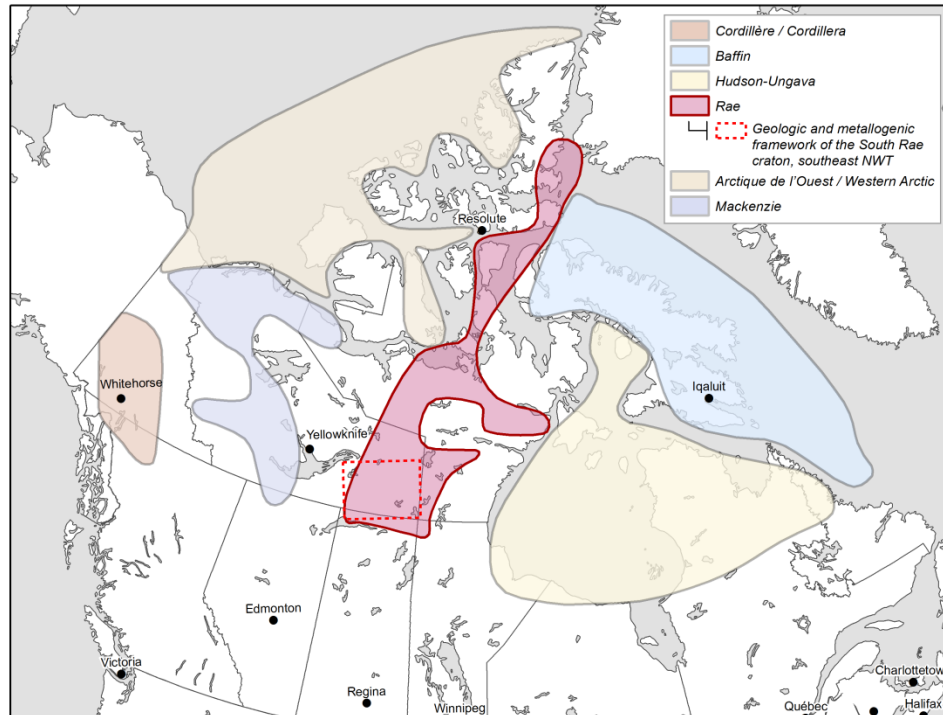 Cordillère / Cordillera
Baffin
Hudson-Ungava
Rae
Geologic and metallogenic
framework of the South Rae
craton, southeast NWT
Arctique de l'Ouest / Western Arctic
Mackenzie
Resolute
Whitehorse
Iqaluit
Yellowknife
Edmonton
Victoria
Regina
Winnipeg
Charlottetow
Québec
Halifax